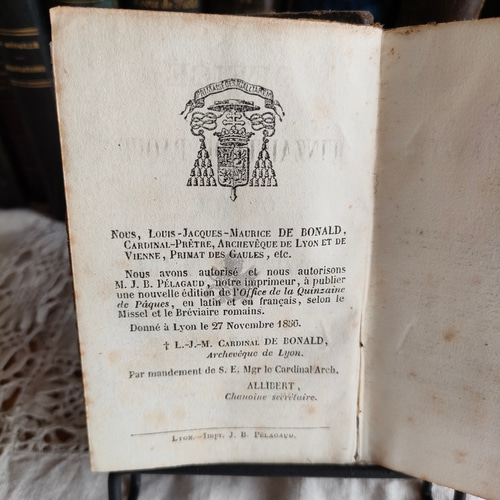 Nous, Louis-Jacques-Maurice DE BONALD,
Cardinal-Prêtre, Archevêque de Lyon et de
Vienne, Primat des Gaules, etc.
Nous avons autorisé et nous autorisons
M. J. B. Pélagaud, notre imprimeur, à publier
une nouvelle édition de l'Office de la Quinzaine
de Pâques, en latin et en français, selon le
Missel et le Bréviaire romains.
Donné à Lyon le 27 Novembre 1856.
† L.-J.-M. Cardinal DE BONALD,
Archevêque de Lyon.
Par mandement de S. E. Mgr le Cardinal Arch.
ALLIBERT,
Chanoine secrétaire.
Lyon.-Impr. J. B. Pélagaud.